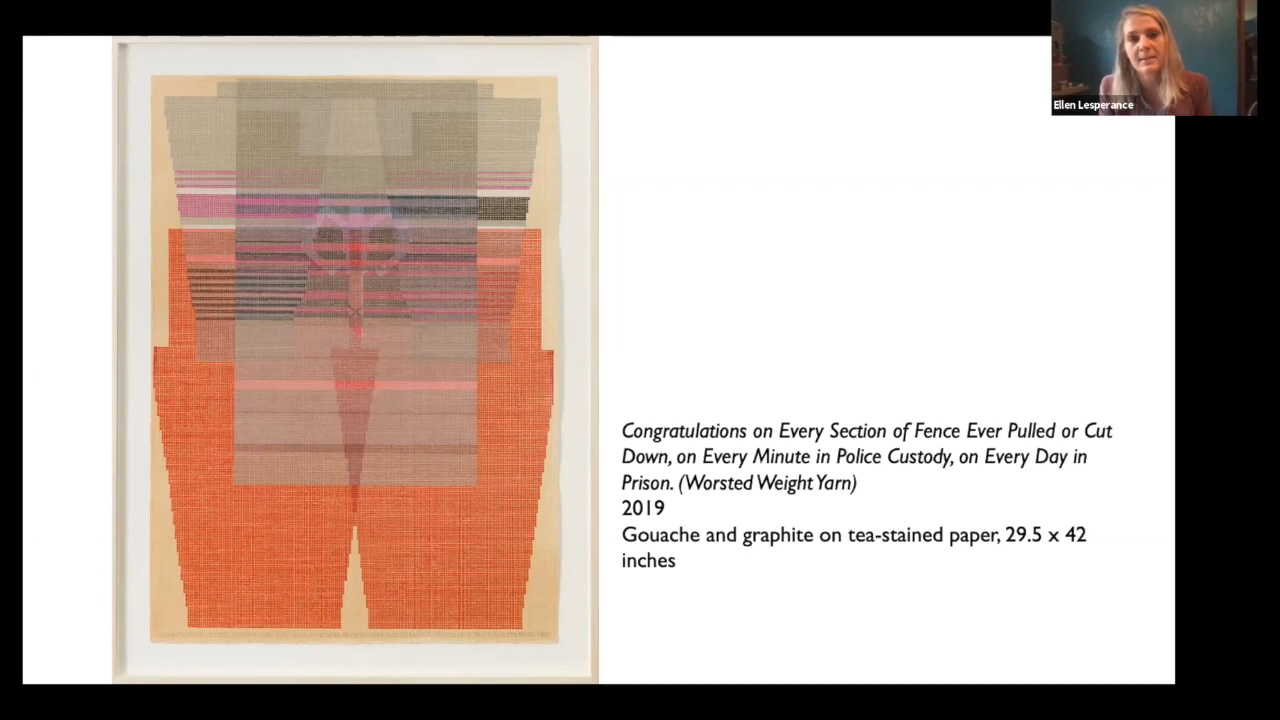 Ellen Lesperance
Congratulations on Every Section of Fence Ever Pulled or Cut
Down, on Every Minute in Police Custody, on Every Day in
Prison. (Worsted Weight Yarn)
2019
Gouache and graphite on tea-stained paper, 29.5 x 42
inches